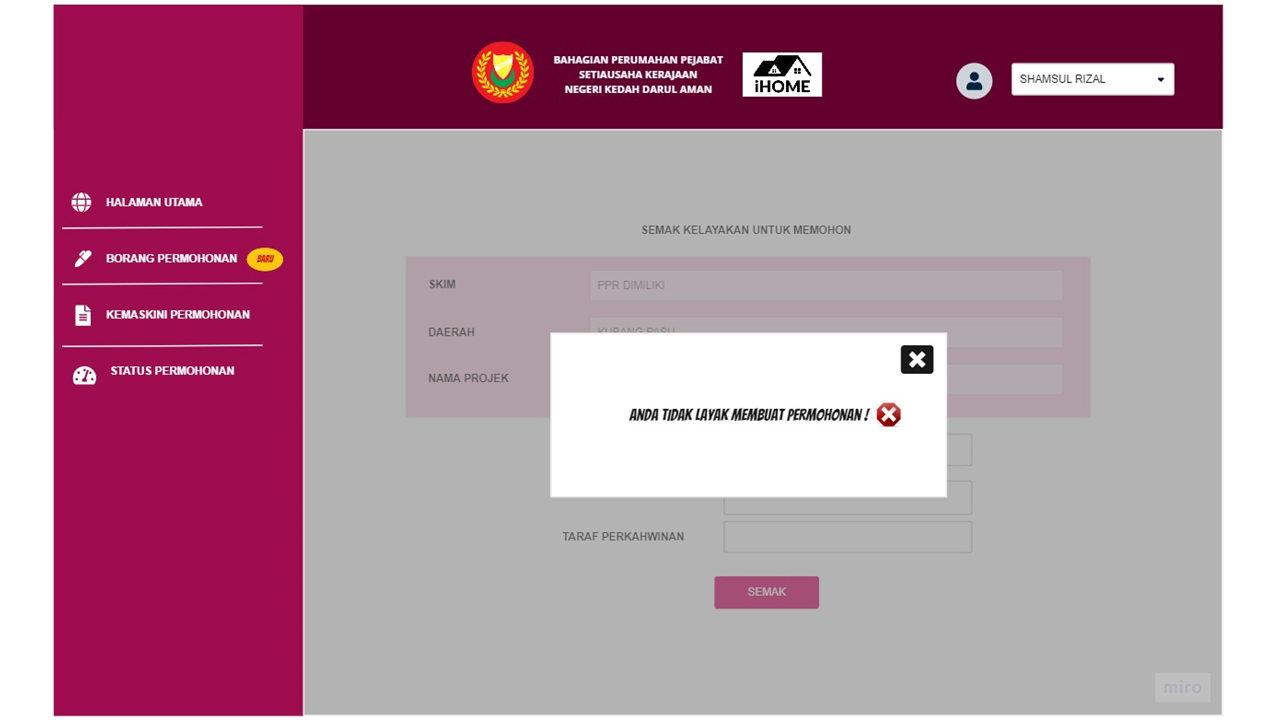 BAHAGIAN PERUMAHAN PEJABAT
SETIAUSAHA KERAJAAN
NEGERI KEDAH DARUL AMAN
iHOME
SHAMSUL RIZAL
HALAMAN UTAMA
BORANG PERMOHONAN
BARU
KEMASKINI PERMOHONAN
STATUS PERMOHONAN
SEMAK KELAYAKAN UNTUK MEMOHON
SKIM
PPR DIMILIKI
DAERAH
KUBANG PASU
NAMA PROJEK
ANDA TIDAK LAYAK MEMBUAT PERMOHONAN !
TARAF PERKAHWINAN
SEMAK
miro